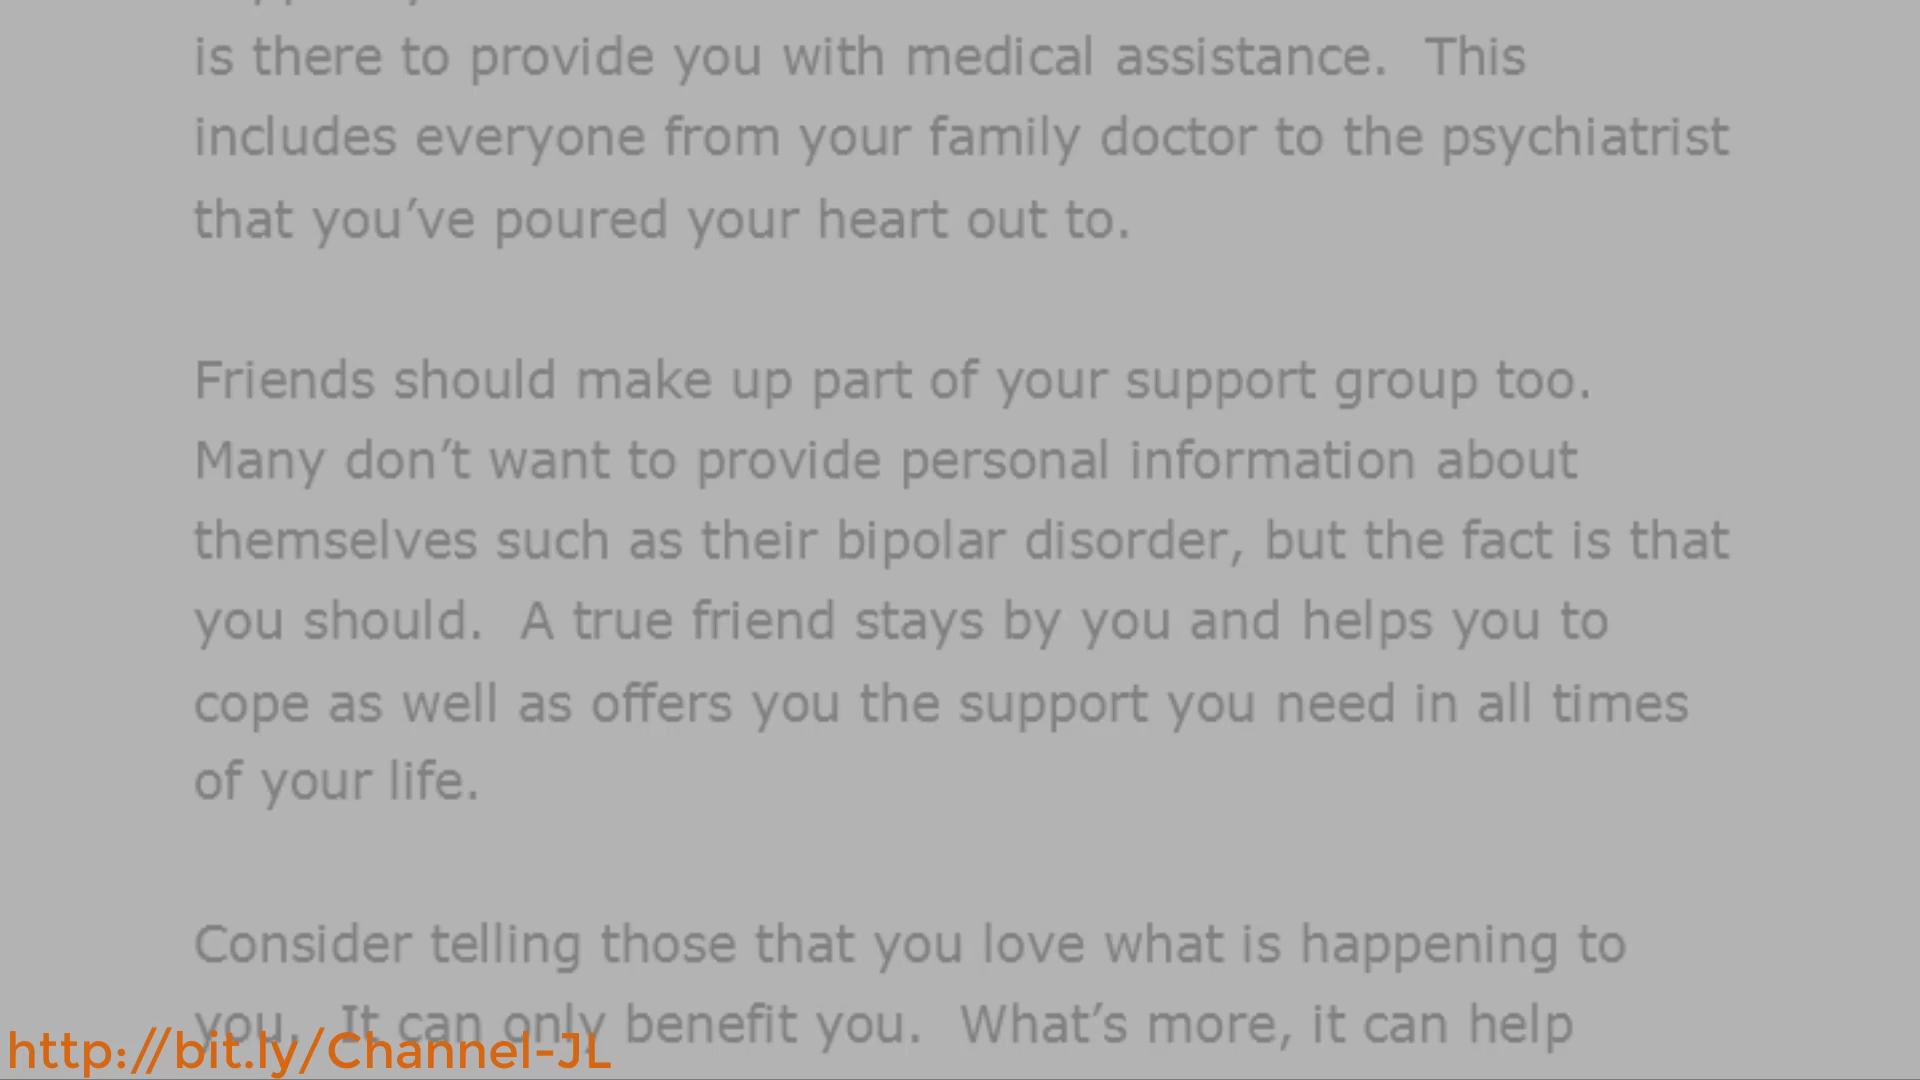 is there to provide you with medical assistance.  This
includes everyone from your family doctor to the psychiatrist
that you’ve poured your heart out to.
Friends should make up part of your support group too.
Many don’t want to provide personal information about
themselves such as their bipolar disorder, but the fact is that
you should.  A true friend stays by you and helps you to
cope as well as offers you the support you need in all times
of your life.
Consider telling those that you love what is happening to
you.  It can only benefit you.  What’s more, it can help
http://bit.ly/Channel-JL